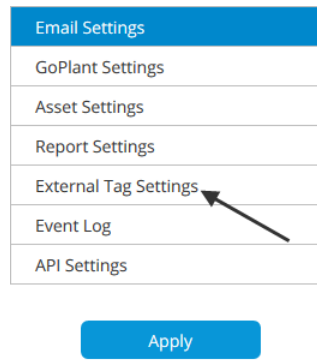 Email Settings
GoPlant Settings
Asset Settings
Report Settings
External Tag Settings
Event Log
API Settings
Apply